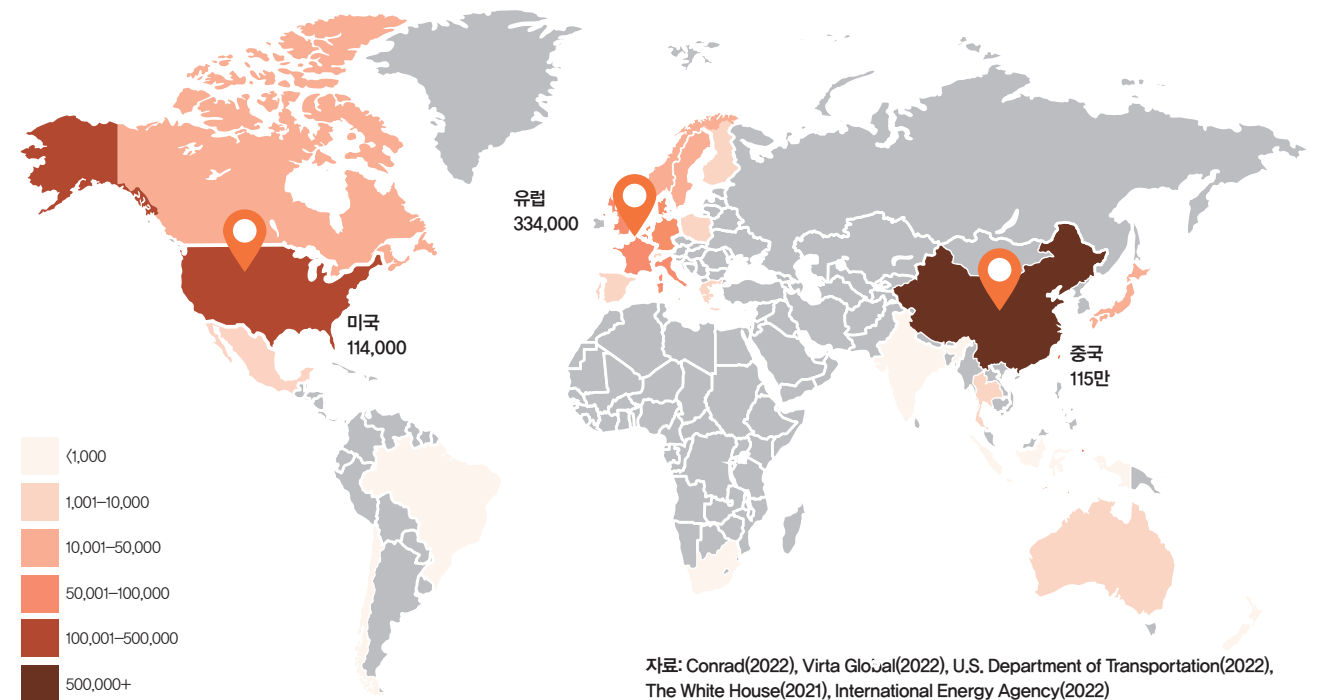 유럽
334,000
미국
114,000
중국
115만
<1,000
1,001–10,000
10,001–50,000
50,001–100,000
100,001–500,000
500,000+
자료: Conrad(2022), Virta Global(2022), U.S. Department of Transportation(2022),
The White House(2021), International Energy Agency(2022)